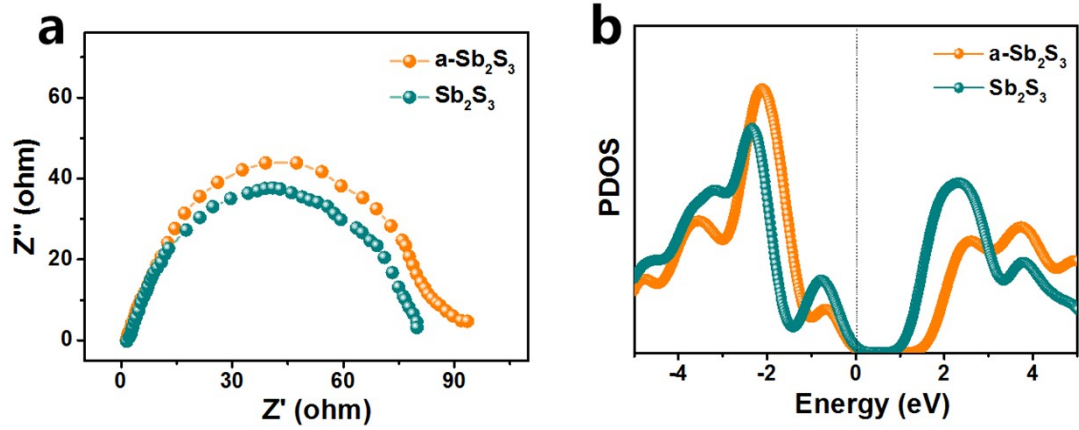 a
a-Sb₂S₃
Sb₂S₃
60
40
20
0
0
30
60
90
Z'' (ohm)
Z' (ohm)
b
a-Sb₂S₃
Sb₂S₃
PDOS
-4
-2
0
2
4
Energy (eV)